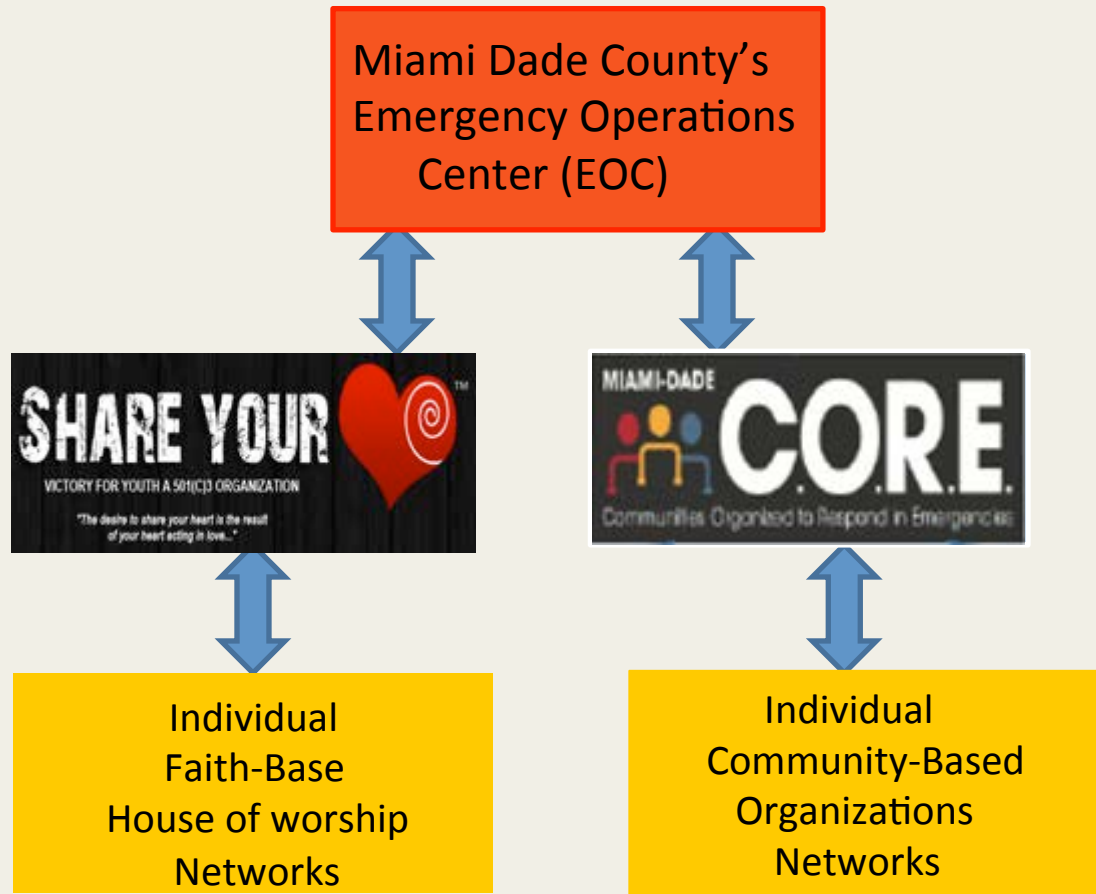 Miami Dade County’s
Emergency Operations
Center (EOC)
SHARE YOUR
TM
VICTORY FOR YOUTH A 501(C)3 ORGANIZATION
"The desire to share your heart is the result
of your heart acting in love..."
MIAMI-DADE
C.O.R.E.
Communities Organized to Respond in Emergencies
Individual
Faith-Base
House of worship
Networks
Individual
Community-Based
Organizations
Networks